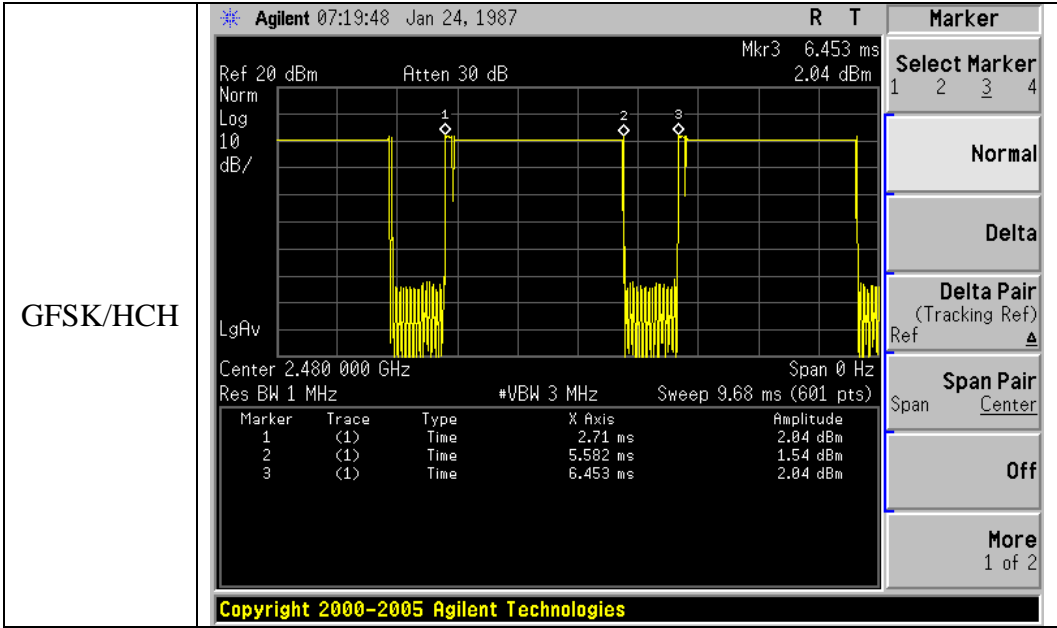 GFSK/HCH
Agilent 07:19:48 Jan 24, 1987 R T
Mkr3 6.453 ms
Ref 20 dBm Atten 30 dB 2.04 dBm
Norm
Log
10
dB/
1 2 3
LgAv
Center 2.480 000 GHz Span 0 Hz
Res BW 1 MHz #VBW 3 MHz Sweep 9.68 ms (601 pts)
Marker Trace Type X Axis Amplitude
1 (1) Time 2.71 ms 2.04 dBm
2 (1) Time 5.582 ms 1.54 dBm
3 (1) Time 6.453 ms 2.04 dBm
Marker
Select Marker
1 2 3 4
Normal
Delta
Delta Pair
(Tracking Ref)
Ref Δ
Span Pair
Span Center
Off
More
1 of 2
Copyright 2000-2005 Agilent Technologies